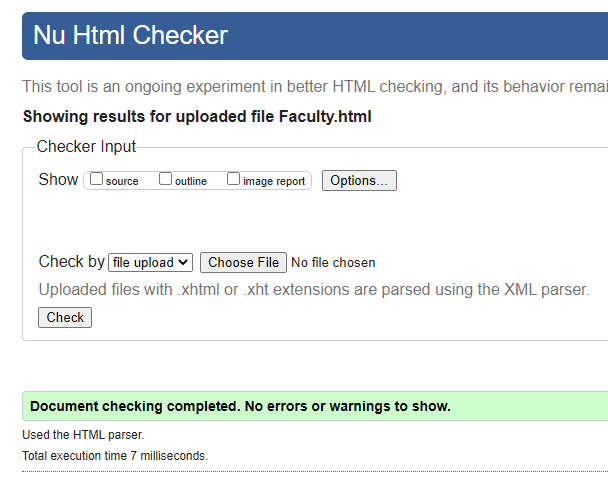 Nu Html Checker
This tool is an ongoing experiment in better HTML checking, and its behavior remai
Showing results for uploaded file Faculty.html
Checker Input
Show source outline image report Options...
Check by file upload Choose File No file chosen
Uploaded files with .xhtml or .xht extensions are parsed using the XML parser.
Check
Document checking completed. No errors or warnings to show.
Used the HTML parser.
Total execution time 7 milliseconds.